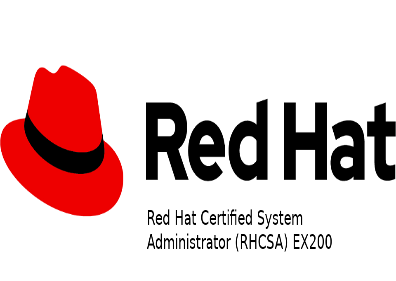 Red Hat
Red Hat Certified System
Administrator (RHCSA) EX200